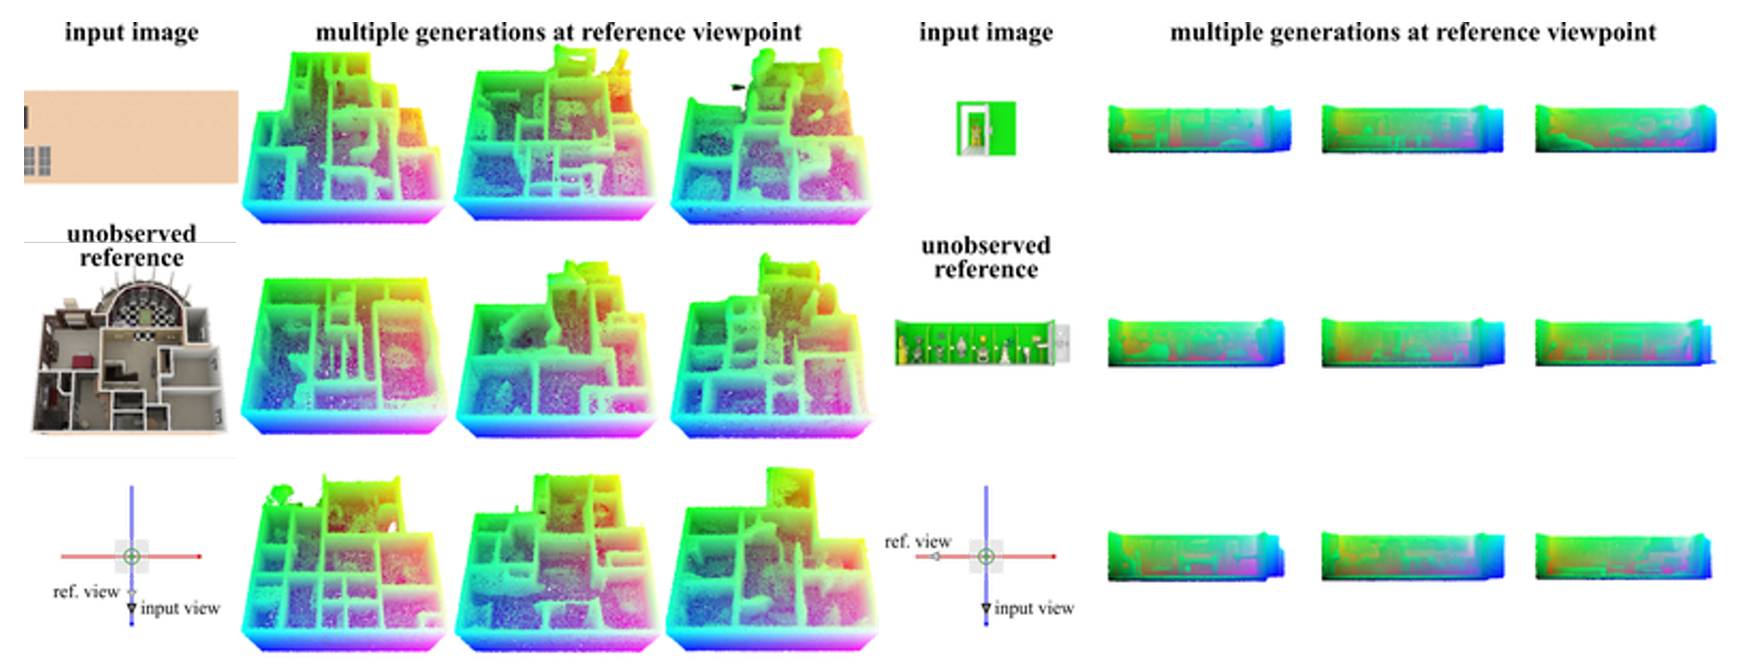 input image
multiple generations at reference viewpoint
input image
multiple generations at reference viewpoint
unobserved
reference
unobserved
reference
ref. view
input view
ref. view
input view